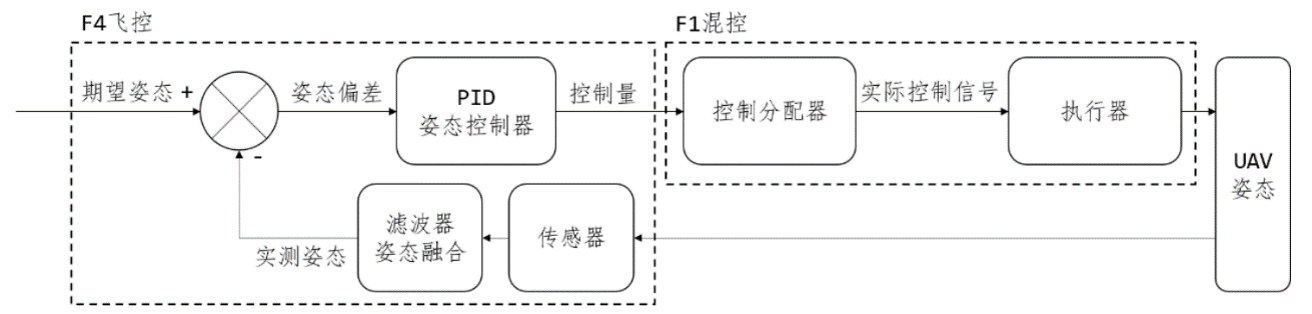 F4飞控
F1混控
期望姿态 +
姿态偏差
PID
姿态控制器
控制量
控制分配器
实际控制信号
执行器
UAV
姿态
-
实测姿态
滤波器
姿态融合
传感器